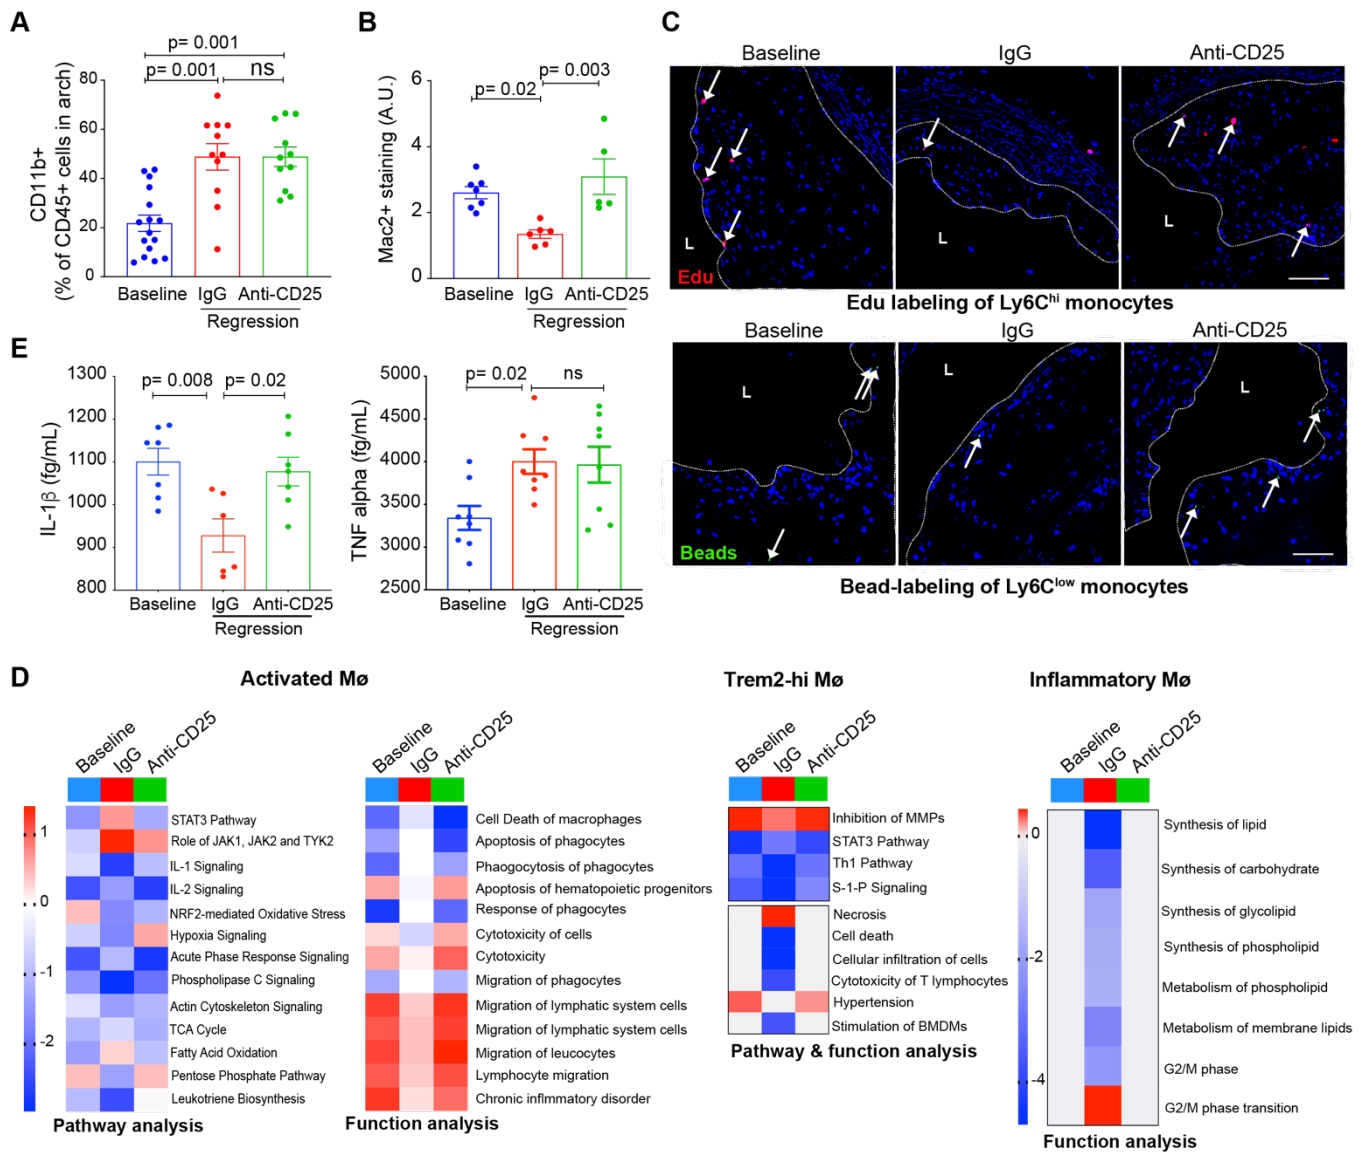 A
p= 0.001
p= 0.001
ns
CD11b+
(% of CD45+ cells in arch)
80
60
40
20
0
Baseline
IgG
Anti-CD25
Regression
B
p= 0.003
p= 0.02
Mac2+ staining (A.U.)
6
4
2
0
Baseline
IgG
Anti-CD25
Regression
C
Baseline
IgG
Anti-CD25
L
L
L
Edu
Edu labeling of Ly6Chi monocytes
Baseline
IgG
Anti-CD25
L
L
L
Beads
Bead-labeling of Ly6Clow monocytes
E
p= 0.008
p= 0.02
IL-1β (fg/mL)
1300
1200
1100
1000
900
800
Baseline
IgG
Anti-CD25
Regression
p= 0.02
ns
TNF alpha (fg/mL)
5000
4500
4000
3500
3000
2500
Baseline
IgG
Anti-CD25
Regression
D
Activated Mø
Baseline
IgG
Anti-CD25
1
0
-1
-2
STAT3 Pathway
Role of JAK1, JAK2 and TYK2
IL-1 Signaling
IL-2 Signaling
NRF2-mediated Oxidative Stress
Hypoxia Signaling
Acute Phase Response Signaling
Phospholipase C Signaling
Actin Cytoskeleton Signaling
TCA Cycle
Fatty Acid Oxidation
Pentose Phosphate Pathway
Leukotriene Biosynthesis
Pathway analysis
Baseline
IgG
Anti-CD25
Cell Death of macrophages
Apoptosis of phagocytes
Phaogocytosis of phagocytes
Apoptosis of hematopoietic progenitors
Response of phagocytes
Cytotoxicity of cells
Cytotoxicity
Migration of phagocytes
Migration of lymphatic system cells
Migration of lymphatic system cells
Migration of leucocytes
Lymphocyte migration
Chronic inflmmatory disorder
Function analysis
Trem2-hi Mø
Baseline
IgG
Anti-CD25
Inhibition of MMPs
STAT3 Pathway
Th1 Pathway
S-1-P Signaling
Necrosis
Cell death
Cellular infiltration of cells
Cytotoxicity of T lymphocytes
Hypertension
Stimulation of BMDMs
Pathway & function analysis
Inflammatory Mø
Baseline
IgG
Anti-CD25
0
-2
-4
Synthesis of lipid
Synthesis of carbohydrate
Synthesis of glycolipid
Synthesis of phospholipid
Metabolism of phospholipid
Metabolism of membrane lipids
G2/M phase
G2/M phase transition
Function analysis